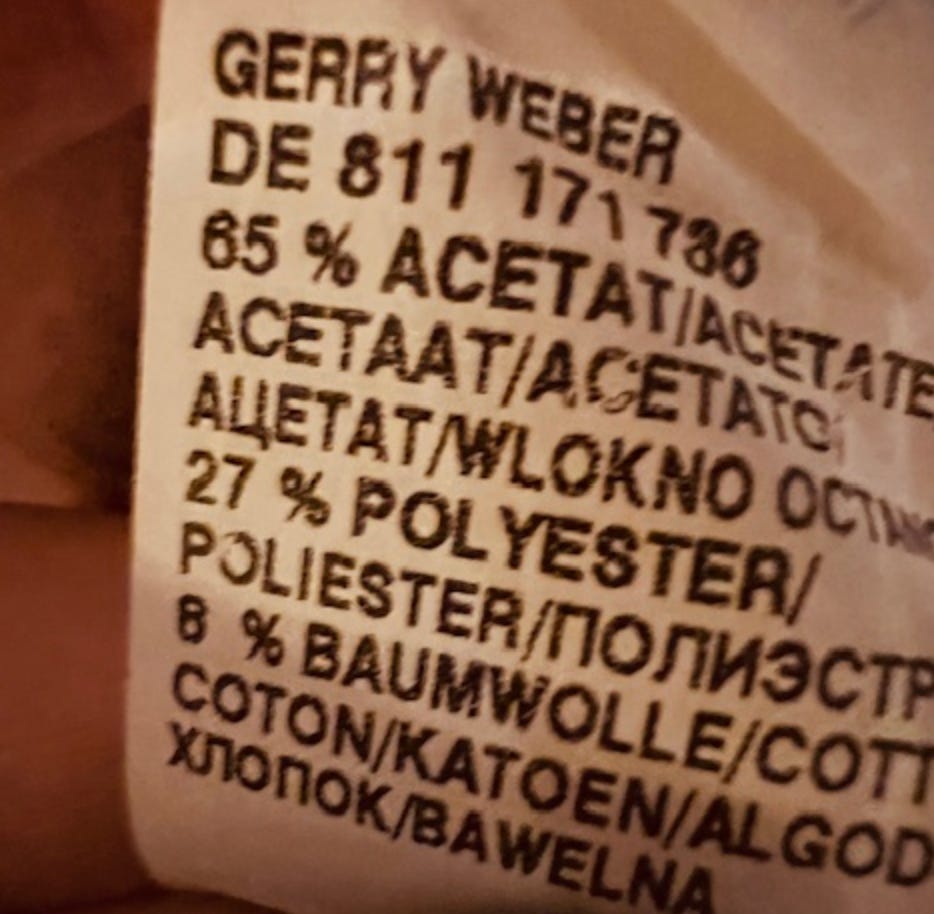 GERRY WEBER
DE 811 171 736
65 % ACETAT/ACETATE
ACETAAT/ACETATO/
АЦЕТАТ/WLOKNO
27 % POLYESTER/
POLIESTER/ПОЛИЭСТР
8 % BAUMWOLLE/COTT
COTON/KATOEN/ALGOD
ХЛОПОК/BAWELNA